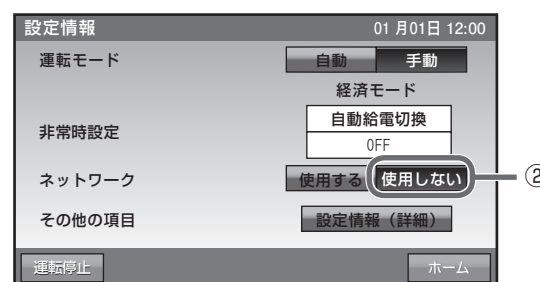 設定情報 01 月01日 12:00
運転モード 自動 手動
経済モード
非常時設定 自動給電切換
OFF
ネットワーク 使用する 使用しない ②
その他の項目 設定情報（詳細）
運転停止 ホーム